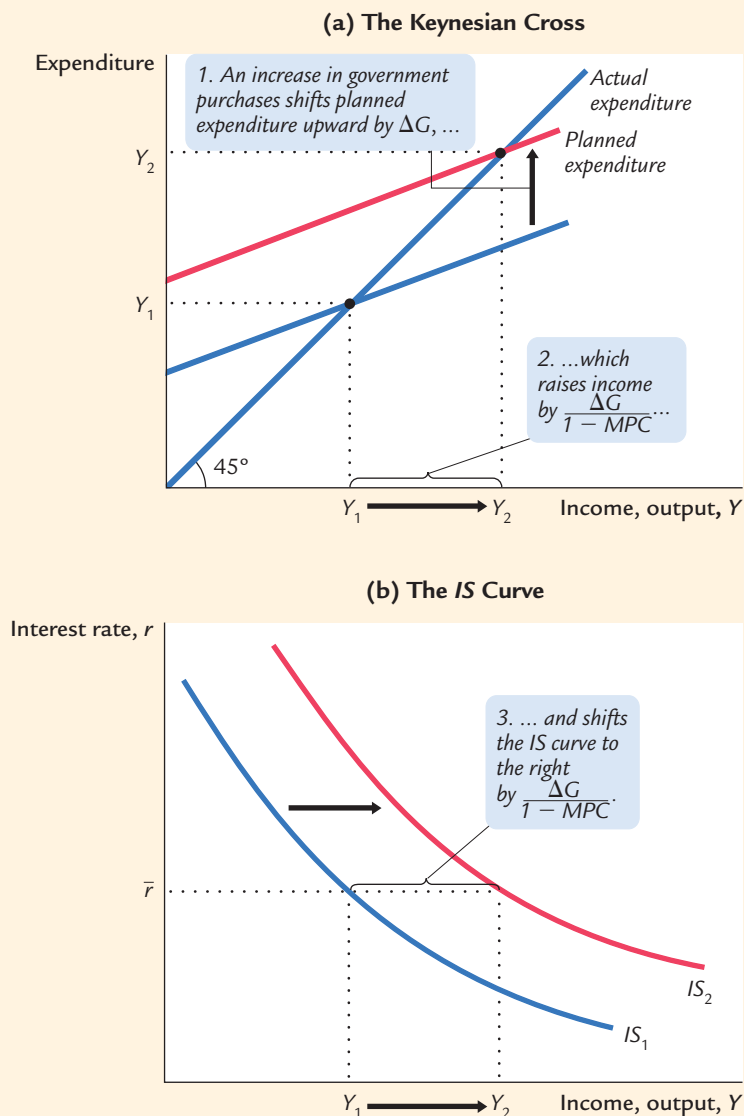 (a) The Keynesian Cross
Expenditure
1. An increase in government
purchases shifts planned
expenditure upward by ΔG, ...
Actual
expenditure
Planned
expenditure
Y₂
Y₁
2. ...which
raises income
by ΔG/(1 − MPC) ...
45°
Y₁
Y₂
Income, output, Y
(b) The IS Curve
Interest rate, r
3. ... and shifts
the IS curve to
the right
by ΔG/(1 − MPC).
r̄
IS₂
IS₁
Y₁
Y₂
Income, output, Y